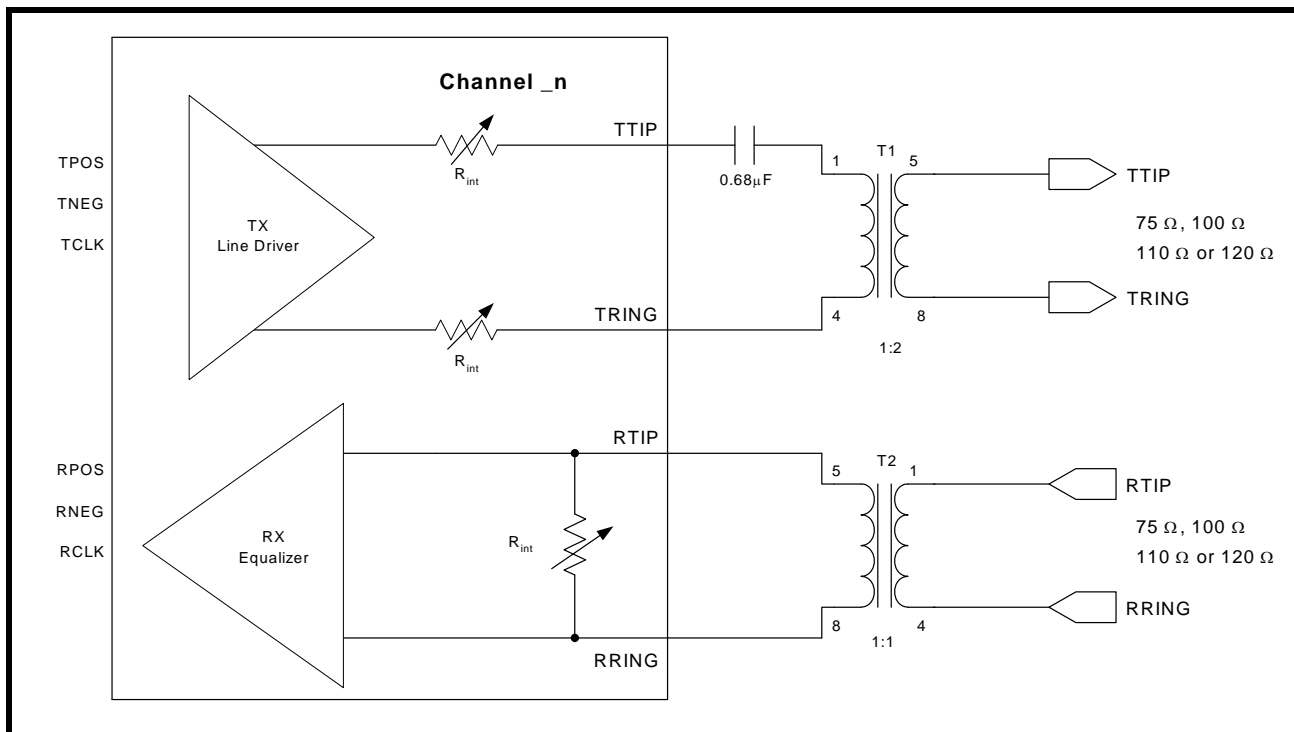 Channel _n
TPOS
TNEG
TCLK
TX
Line Driver
R_int
TTIP
R_int
TRING
0.68µF
T1
1
5
4
8
1:2
TTIP
75 Ω, 100 Ω
110 Ω or 120 Ω
TRING
RPOS
RNEG
RCLK
RX
Equalizer
R_int
RTIP
RRING
T2
5
1
8
4
1:1
RTIP
75 Ω, 100 Ω
110 Ω or 120 Ω
RRING